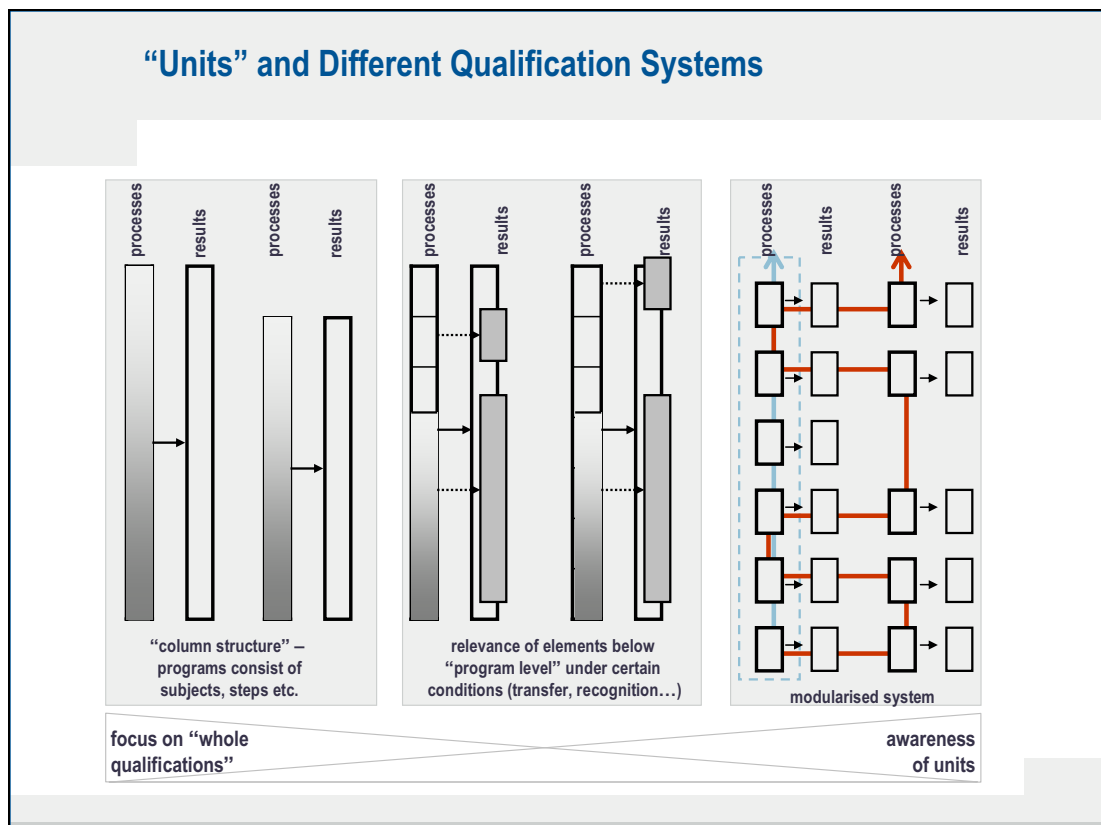 “Units” and Different Qualification Systems
processes
results
processes
results
processes
results
processes
results
processes
results
processes
results
“column structure” –
programs consist of
subjects, steps etc.
relevance of elements below
“program level” under certain
conditions (transfer, recognition…)
modularised system
focus on “whole
qualifications”
awareness
of units